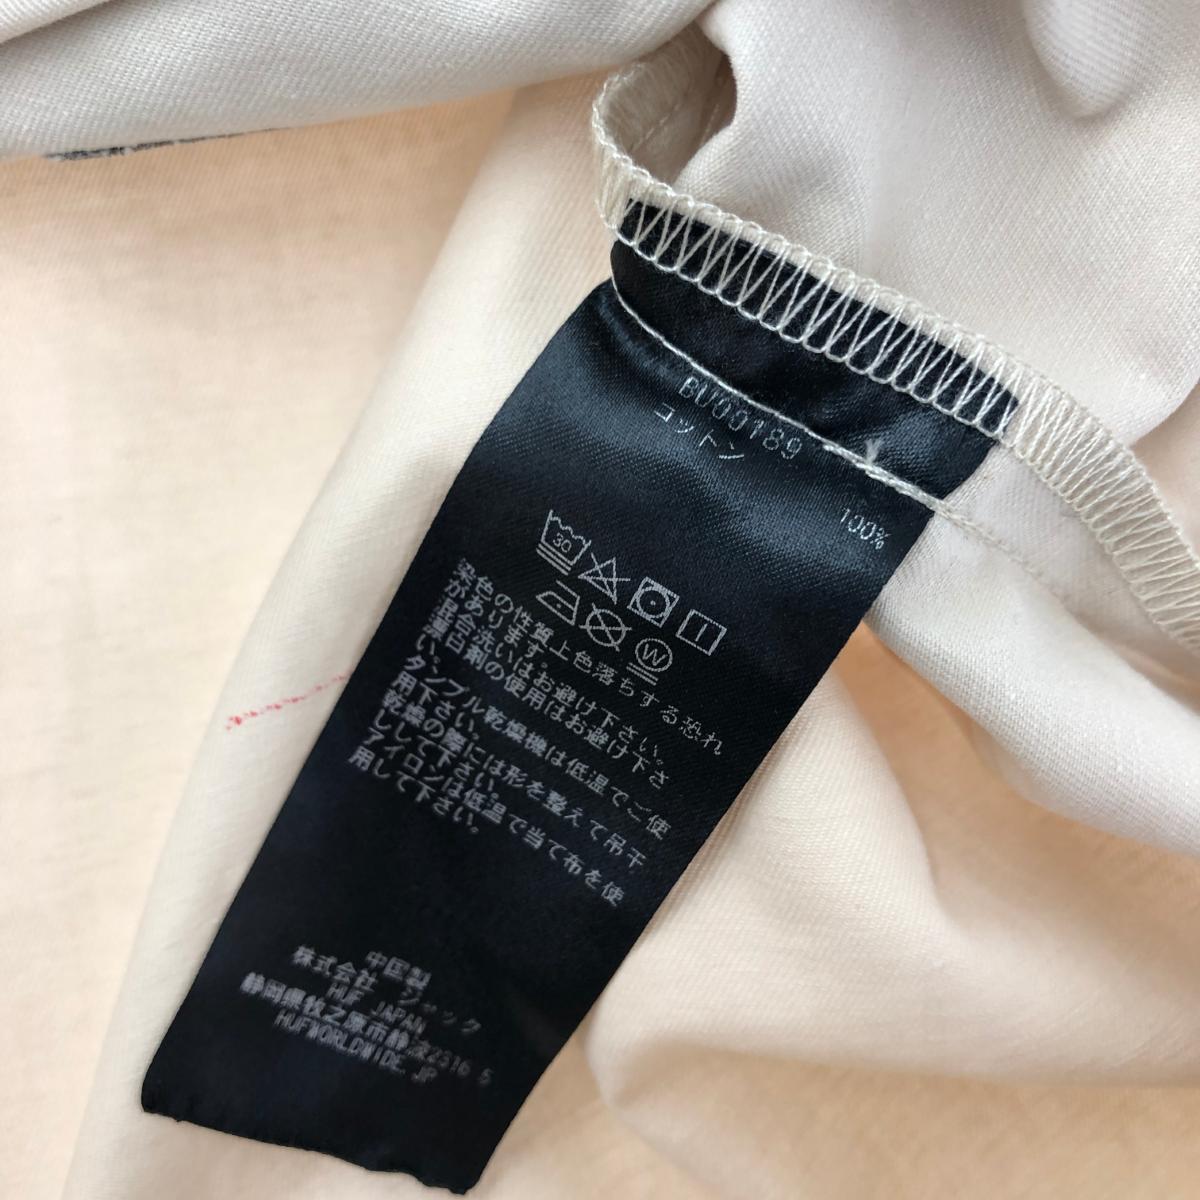 BU00189
コットン 100%
30
W
染色の性質上色落ちする恐れ
があります。
混合洗いはお避け下さい。
漂白剤の使用はお避け下さ
い。
タンブル乾燥機は低温でご使
用下さい。
乾燥の際には形を整えて吊干
しして下さい。
アイロンは低温で当て布を使
用して下さい。
中国製
株式会社 ジャック
HUF JAPAN
静岡県牧之原市静波2316-5
HUFWORLDWIDE.JP